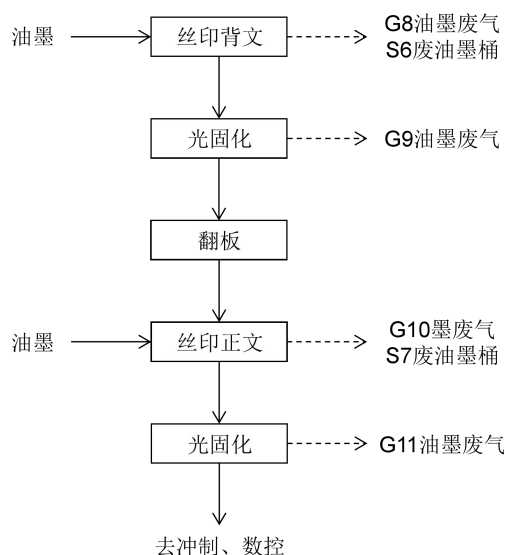 油墨
丝印背文
G8油墨废气
S6废油墨桶
光固化
G9油墨废气
翻板
油墨
丝印正文
G10墨废气
S7废油墨桶
光固化
G11油墨废气
去冲制、数控